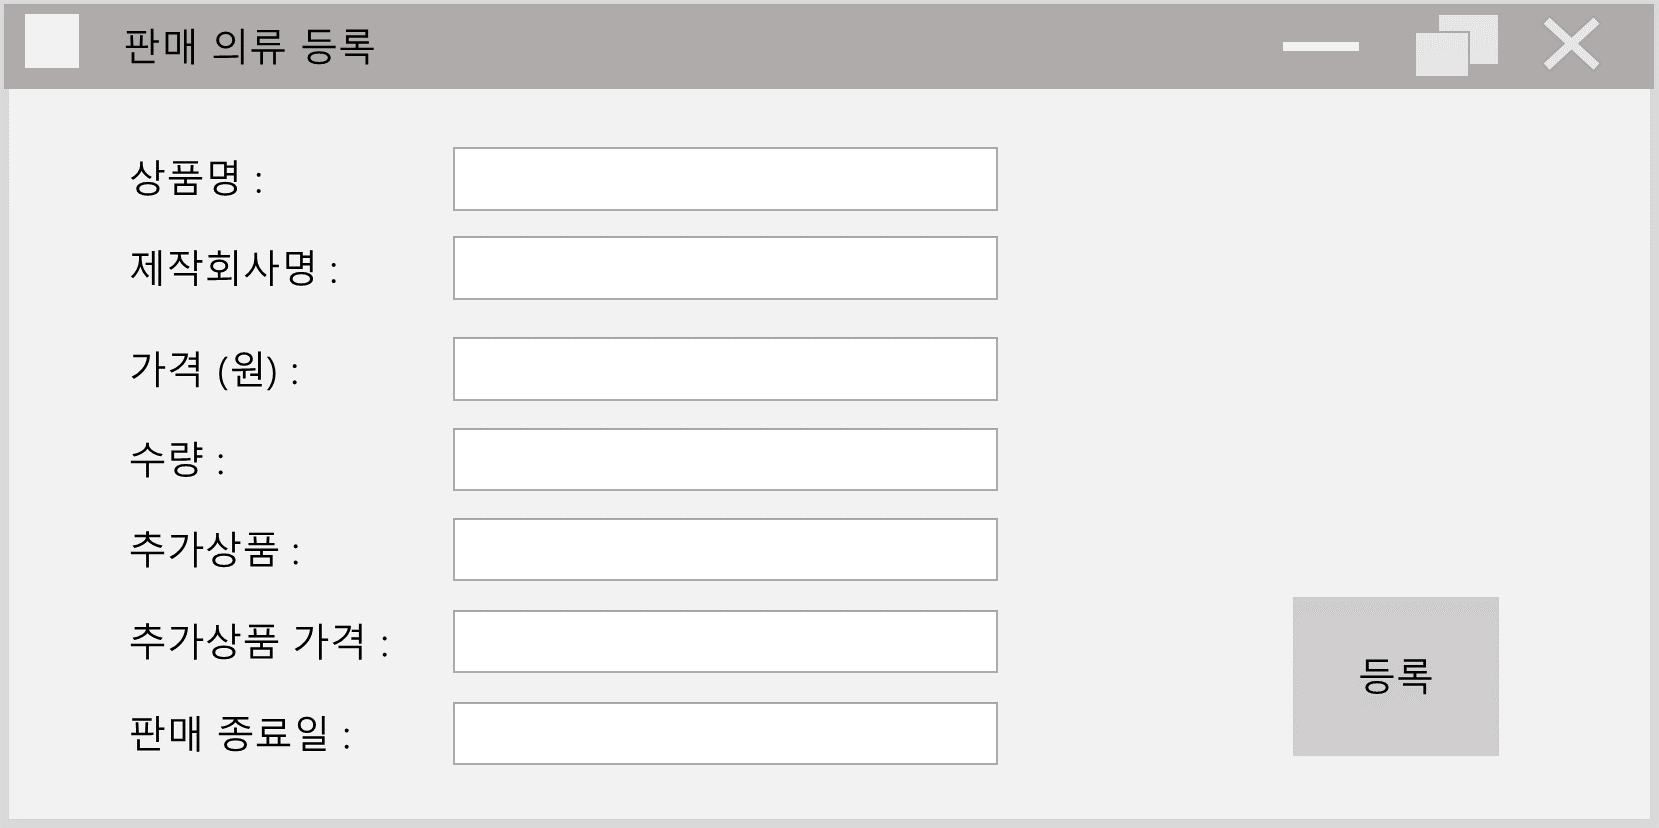 판매 의류 등록
상품명 :
제작회사명 :
가격 (원) :
수량 :
추가상품 :
추가상품 가격 :
판매 종료일 :
등록